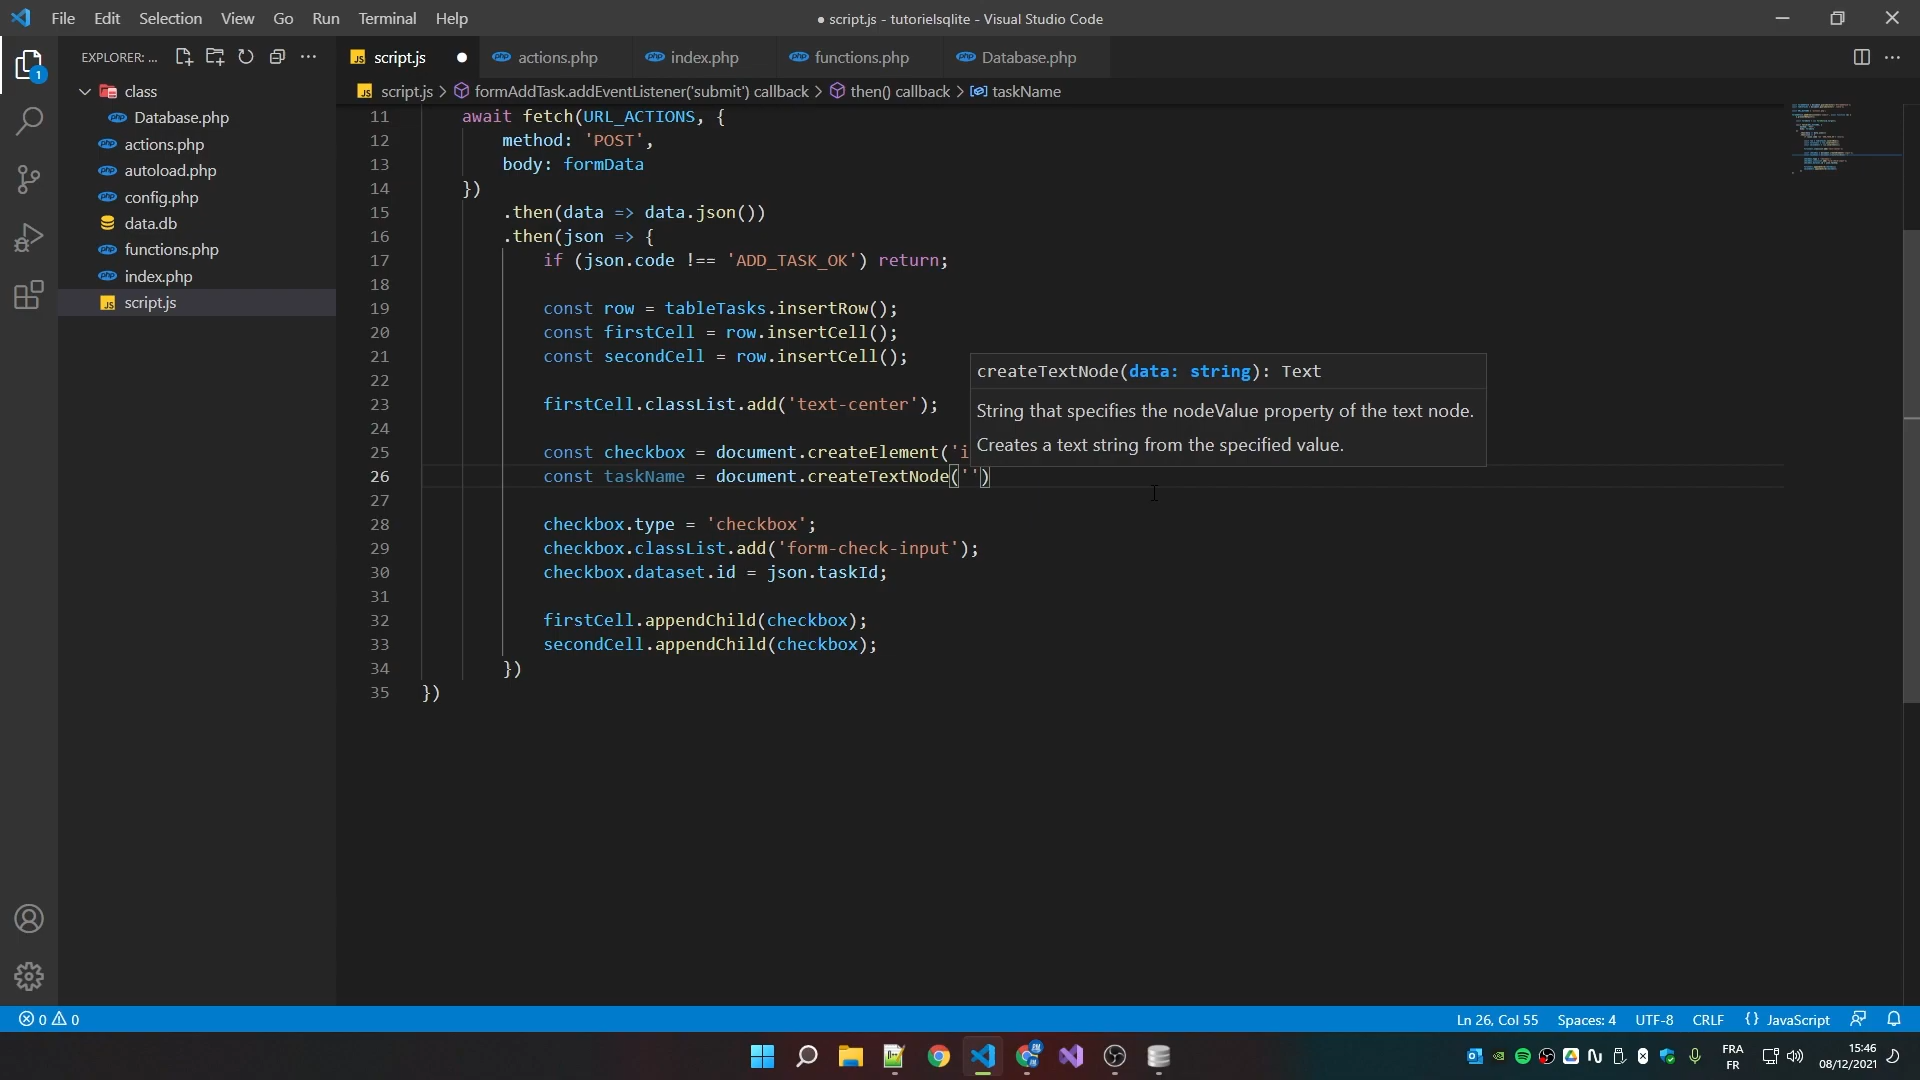 File Edit Selection View Go Run Terminal Help
● script.js - tutorielsqlite - Visual Studio Code
EXPLORER: ...
script.js
actions.php
index.php
functions.php
Database.php
script.js > formAddTask.addEventListener('submit') callback > then() callback > taskName
1
class
Database.php
actions.php
autoload.php
config.php
data.db
functions.php
index.php
script.js
11 await fetch(URL_ACTIONS, {
12 method: 'POST',
13 body: formData
14 })
15 .then(data => data.json())
16 .then(json => {
17 if (json.code !== 'ADD_TASK_OK') return;
18
19 const row = tableTasks.insertRow();
20 const firstCell = row.insertCell();
21 const secondCell = row.insertCell();
22
23 firstCell.classList.add('text-center');
24
25 const checkbox = document.createElement('i
26 const taskName = document.createTextNode('')
27
28 checkbox.type = 'checkbox';
29 checkbox.classList.add('form-check-input');
30 checkbox.dataset.id = json.taskId;
31
32 firstCell.appendChild(checkbox);
33 secondCell.appendChild(checkbox);
34 })
35 })
createTextNode(data: string): Text
String that specifies the nodeValue property of the text node.
Creates a text string from the specified value.
0 0
Ln 26, Col 55 Spaces: 4 UTF-8 CRLF {} JavaScript
FRA
FR
15:46
08/12/2021